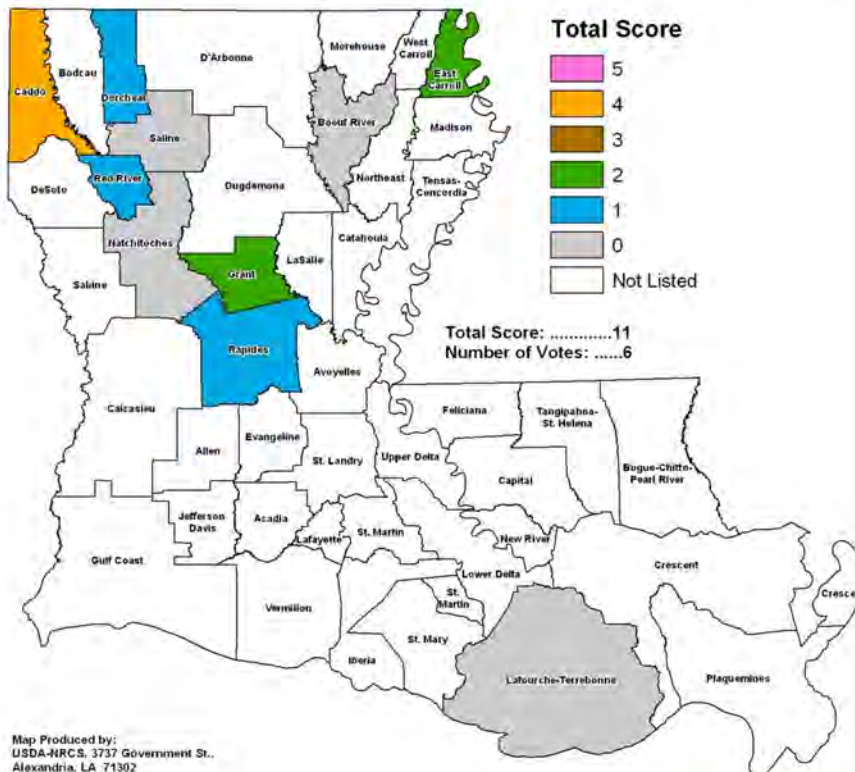 Total Score
5
4
3
2
1
0
Not Listed
Total Score: .............11
Number of Votes: ......6
Caddo
Bodcau
Dorcheat
D'Arbonne
Morehouse
West
Carroll
East
Carroll
Saline
Boeuf River
Madison
DeSoto
Red River
Dugdemona
Northeast
Tensas-
Concordia
Natchitoches
Sabine
Grant
LaSalle
Catahoula
Rapides
Avoyelles
Calcasieu
Allen
Evangeline
St. Landry
Upper Delta
Feliciana
Tangipahoa-
St. Helena
Capital
Bogue-Chitto-
Pearl River
Gulf Coast
Jefferson
Davis
Acadia
Lafayette
St. Martin
New River
Lower Delta
Crescent
Cresce
Vermilion
St.
Martin
St. Mary
Iberia
Lafourche-Terrebonne
Plaquemines
Map Produced by:
USDA-NRCS, 3737 Government St.,
Alexandria, LA 71302